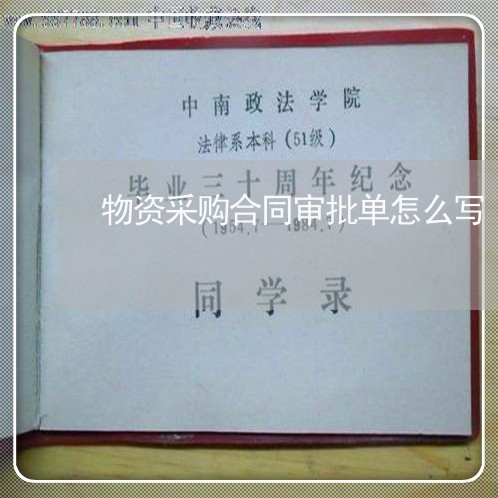 中南政法学院
法律系本科(51级)
毕业三十周年纪念
物资采购合同审批单怎么写
(1954.7—1984.7)
同学录